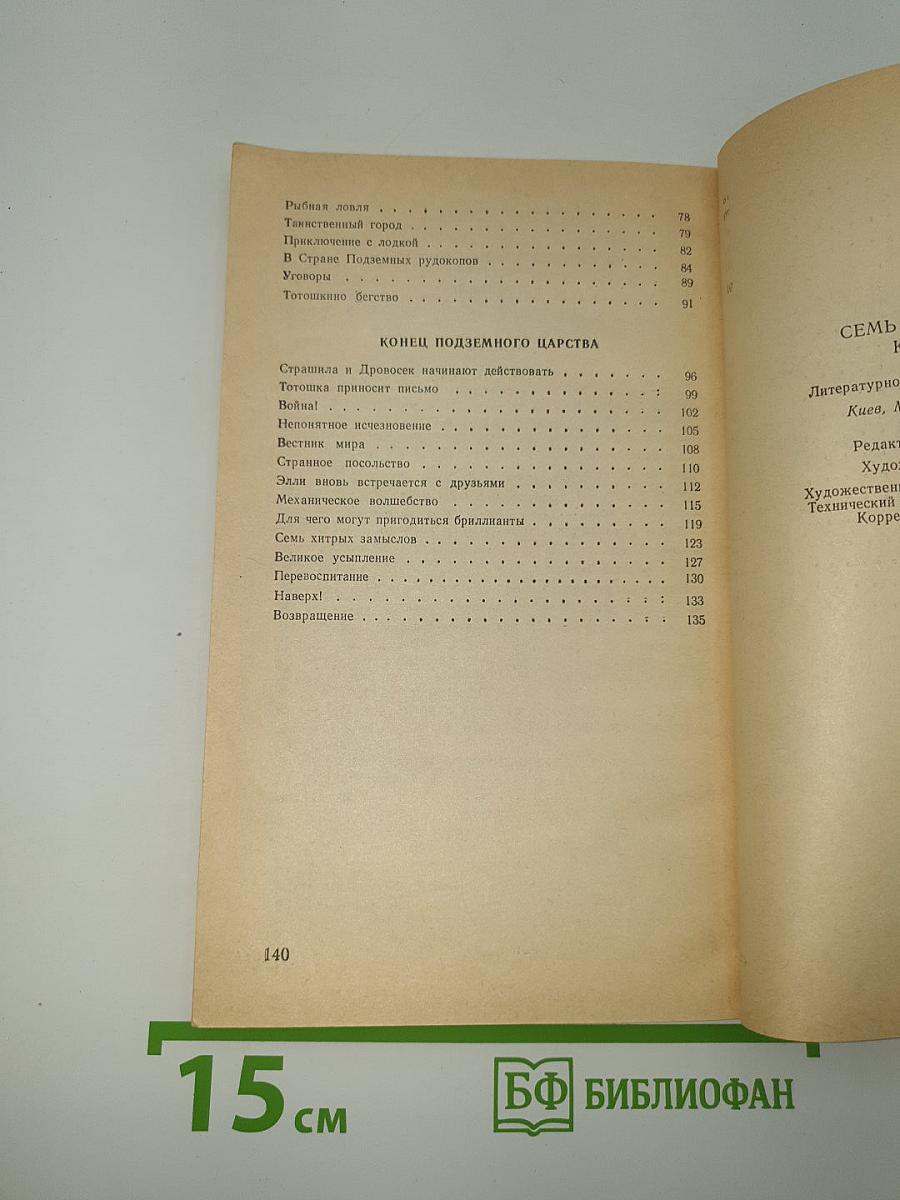 Рыбная ловля . . . . . . . . . . . . . . . . . . . 78
Таинственный город . . . . . . . . . . . . . . . . . 79
Приключение с лодкой . . . . . . . . . . . . . . . . 82
В Стране Подземных рудокопов . . . . . . . . . . . . 84
Уговоры . . . . . . . . . . . . . . . . . . . . . 89
Тотошкино бегство . . . . . . . . . . . . . . . . . 91
КОНЕЦ ПОДЗЕМНОГО ЦАРСТВА
Страшила и Дровосек начинают действовать . . . . . . . 96
Тотошка приносит письмо . . . . . . . . . . . . . . 99
Война! . . . . . . . . . . . . . . . . . . . . . . 102
Непонятное исчезновение . . . . . . . . . . . . . . . 105
Вестник мира . . . . . . . . . . . . . . . . . . . 108
Странное посольство . . . . . . . . . . . . . . . . 110
Элли вновь встречается с друзьями . . . . . . . . . . 112
Механическое волшебство . . . . . . . . . . . . . . 115
Для чего могут пригодиться бриллианты . . . . . . . . . 119
Семь хитрых замыслов . . . . . . . . . . . . . . . . 123
Великое усыпление . . . . . . . . . . . . . . . . . 127
Перевоспитание . . . . . . . . . . . . . . . . . . . 130
Наверх! . . . . . . . . . . . . . . . . . . . . . 133
Возвращение . . . . . . . . . . . . . . . . . . . . 135
140
СЕМЬ
К
Литературно
Киев, М
Редакт
Худо
Художествен
Технический
Корре
15 см
БФ БИБЛИОФАН